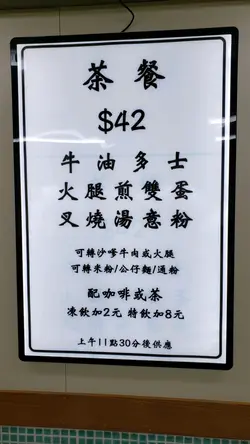 茶餐
$42
牛油多士
火腿煎雙蛋
叉燒湯意粉
可轉沙嗲牛肉或火腿
可轉米粉/公仔麵/通粉
配咖啡或茶
凍飲加2元 特飲加8元
上午11點30分後供應